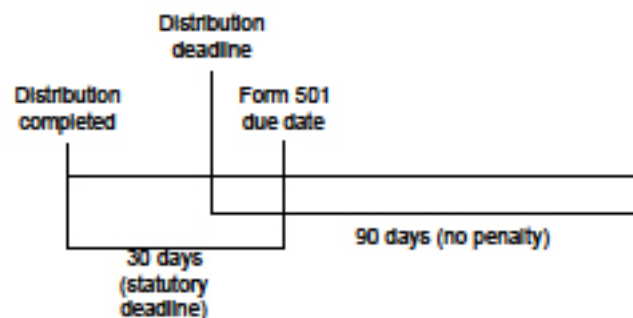 Distribution
deadline
Distribution
completed
Form 501
due date
90 days (no penalty)
30 days
(statutory
deadline)